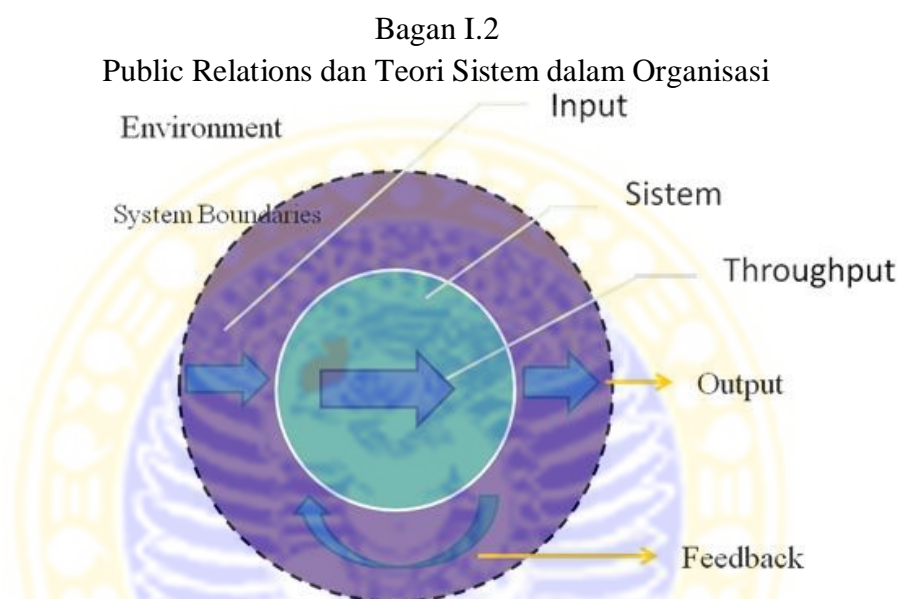 Bagan I.2
Public Relations dan Teori Sistem dalam Organisasi
Input
Environment
Sistem
System Boundaries
Throughput
Output
Feedback